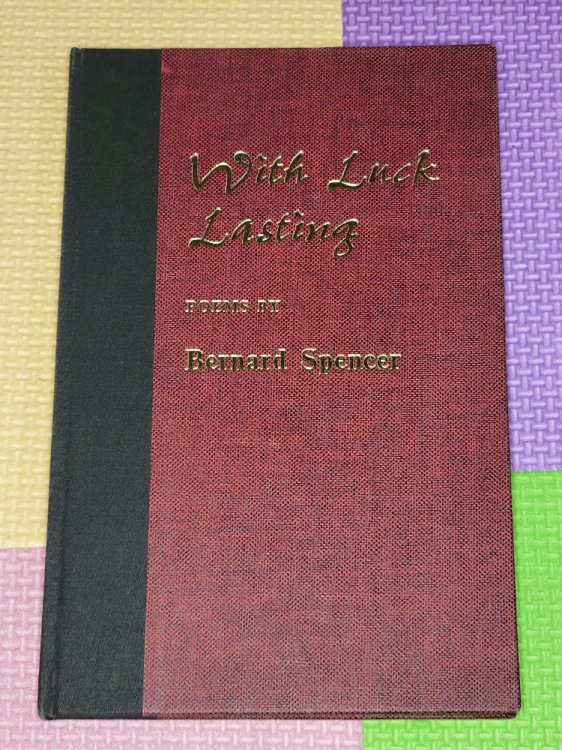 With Luck
Lasting
POEMS BY
Bernard Spencer